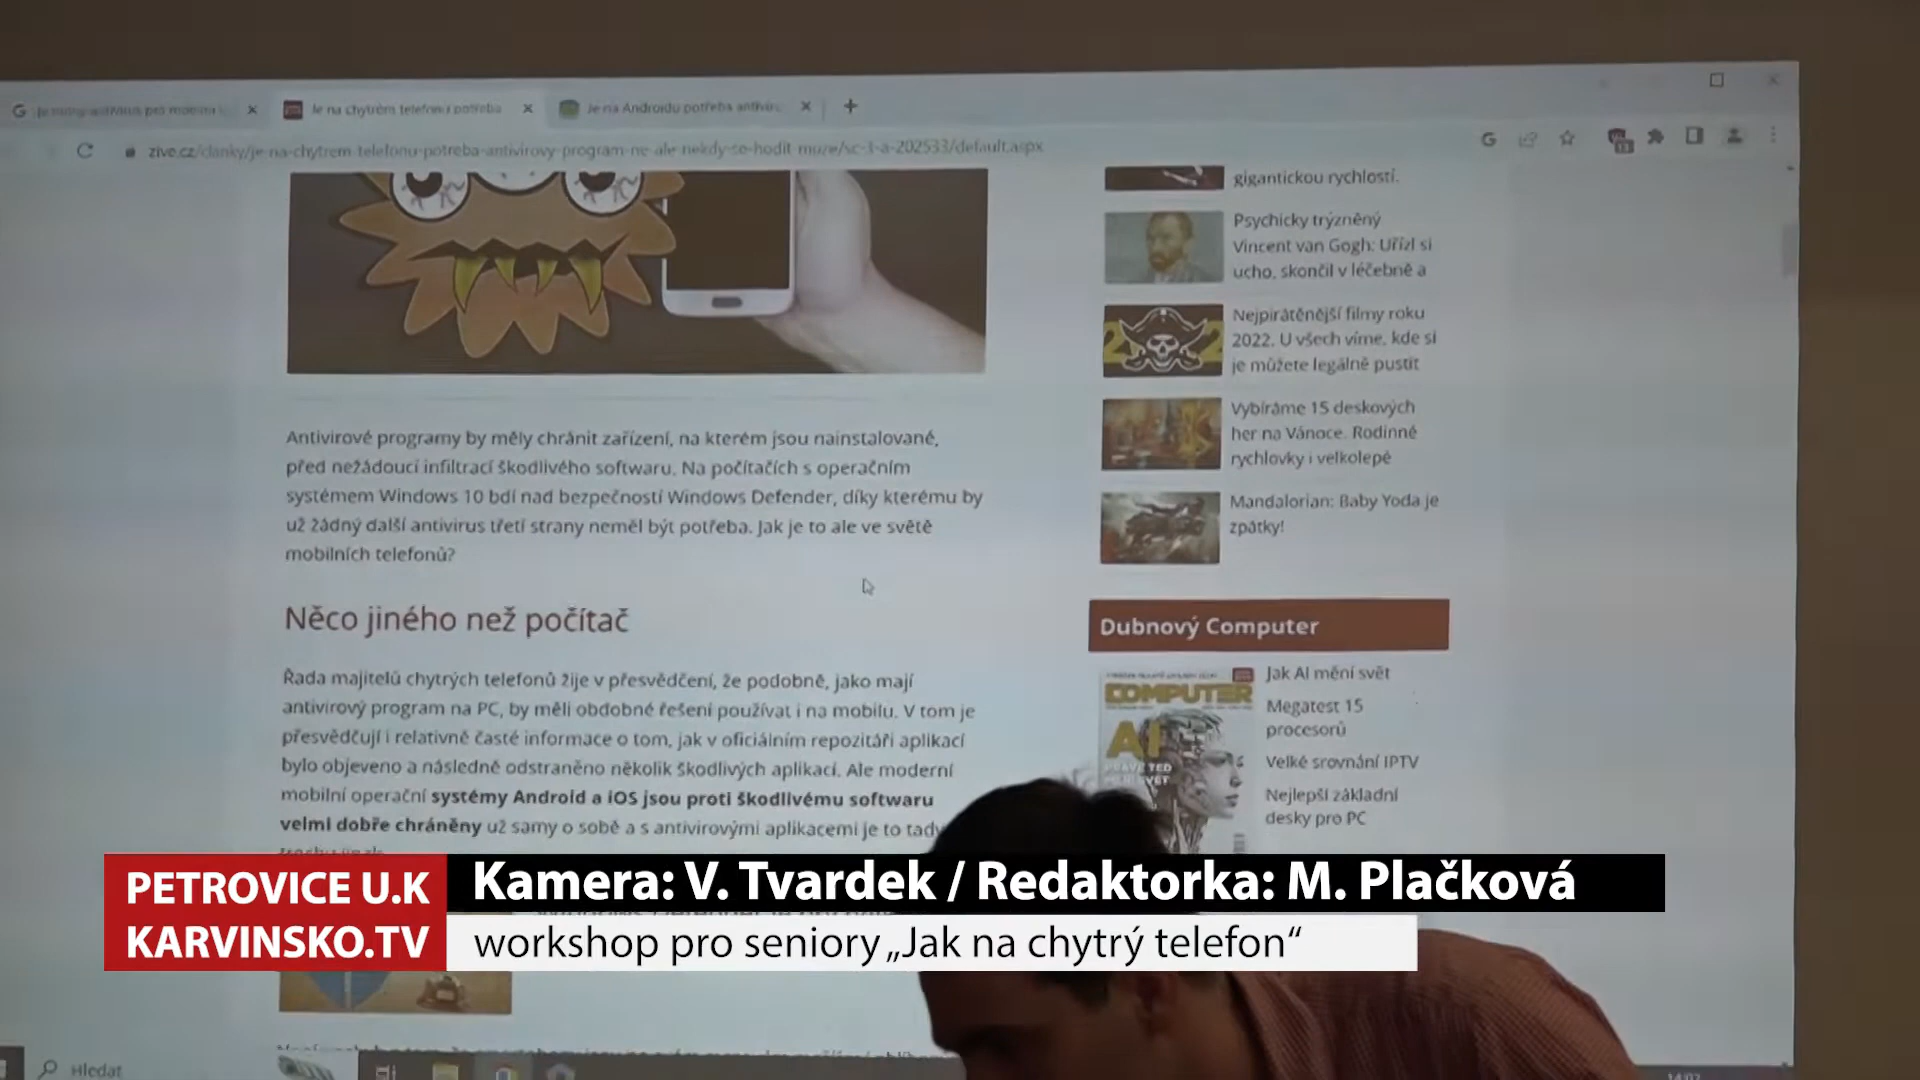 Je na chytrém telefonu potřeba
Je na Androidu potřeba antivir
zive.cz/clanky/je-na-chytrem-telefonu-potreba-antivirovy-program-ne-ale-nekdy-se-hodit-muze/sc-3-a-202533/default.aspx
gigantickou rychlostí.
Psychicky trýzněný
Vincent van Gogh: Uřízl si
ucho, skončil v léčebně a
Nejpirátěnější filmy roku
2022. U všech víme, kde si
je můžete legálně pustit
Vybíráme 15 deskových
her na Vánoce. Rodinné
rychlovky i velkolepé
Mandalorian: Baby Yoda je
zpátky!
Antivirové programy by měly chránit zařízení, na kterém jsou nainstalované,
před nežádoucí infiltrací škodlivého softwaru. Na počítačích s operačním
systémem Windows 10 bdí nad bezpečností Windows Defender, díky kterému by
už žádný další antivirus třetí strany neměl být potřeba. Jak je to ale ve světě
mobilních telefonů?
Něco jiného než počítač
Řada majitelů chytrých telefonů žije v přesvědčení, že podobně, jako mají
antivirový program na PC, by měli obdobné řešení používat i na mobilu. V tom je
přesvědčují i relativně časté informace o tom, jak v oficiálním repozitáři aplikací
bylo objeveno a následně odstraněno několik škodlivých aplikací. Ale moderní
mobilní operační systémy Android a iOS jsou proti škodlivému softwaru
velmi dobře chráněny už samy o sobě a s antivirovými aplikacemi je to tady
Dubnový Computer
COMPUTER
AI
Jak AI mění svět
Megatest 15
procesorů
Velké srovnání IPTV
Nejlepší základní
desky pro PC
PETROVICE U.K
KARVINSKO.TV
Kamera: V. Tvardek / Redaktorka: M. Plačková
workshop pro seniory „Jak na chytrý telefon“
Hledat